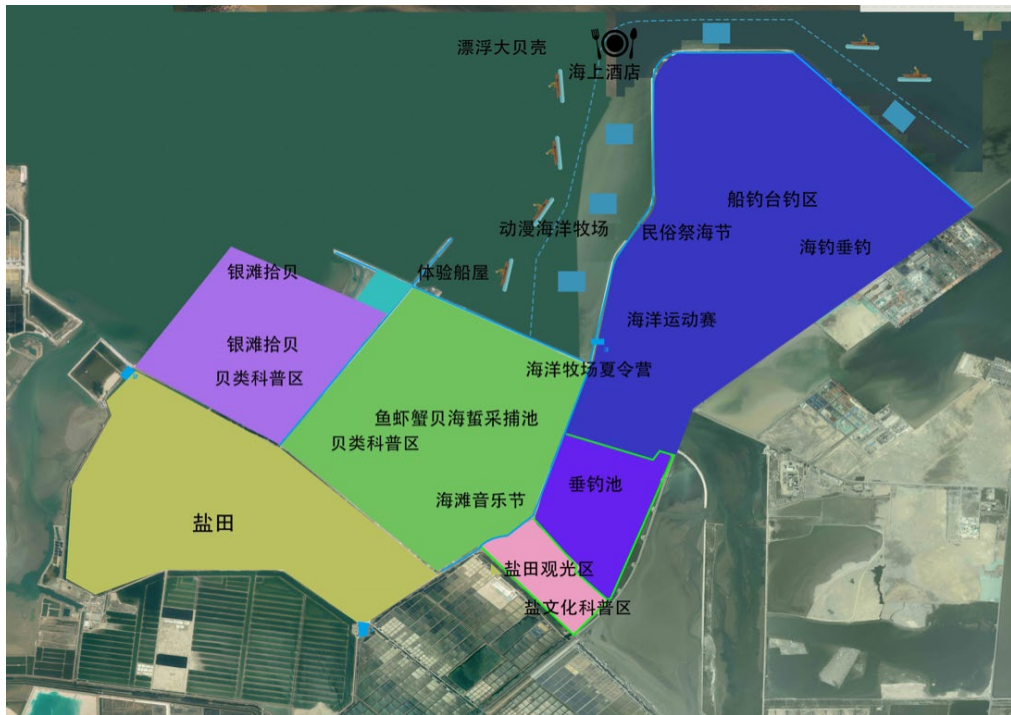 漂浮大贝壳
海上酒店
船钓台钓区
动漫海洋牧场
民俗祭海节
海钓垂钓
银滩拾贝
体验船屋
海洋运动赛
银滩拾贝
贝类科普区
海洋牧场夏令营
鱼虾蟹贝海蜇采捕池
贝类科普区
垂钓池
海滩音乐节
盐田
盐田观光区
盐文化科普区